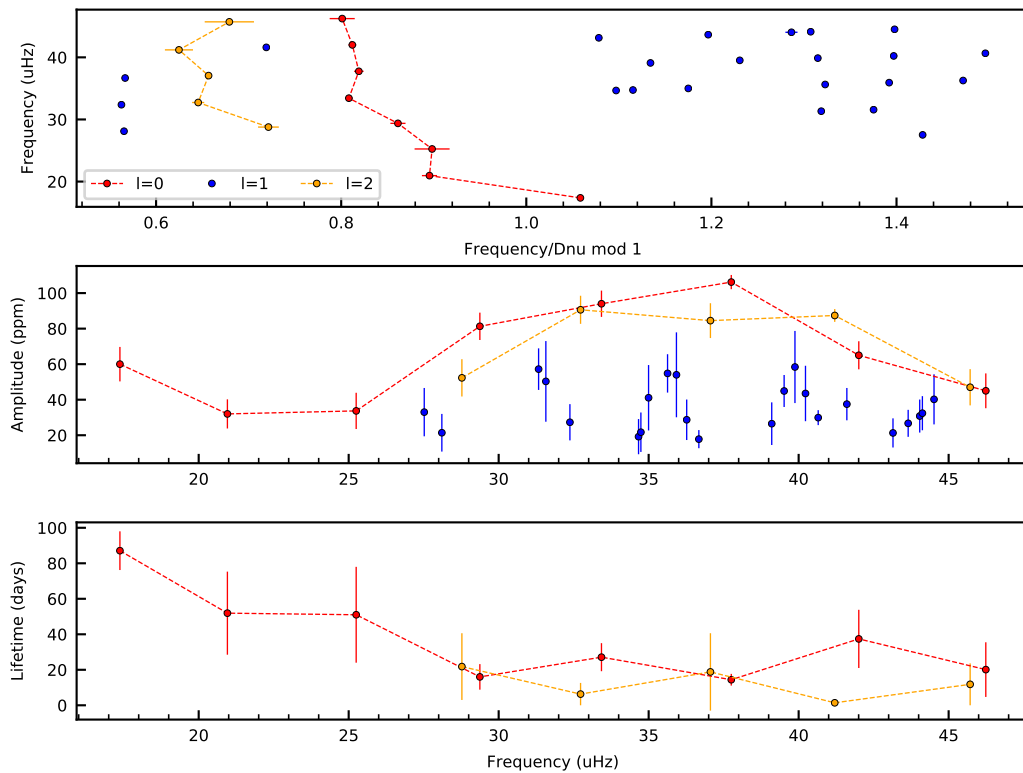 Frequency (uHz)
40
30
20
l=0 l=1 l=2
0.6 0.8 1.0 1.2 1.4
Frequency/Dnu mod 1
Amplitude (ppm)
100
80
60
40
20
20 25 30 35 40 45
Lifetime (days)
100
80
60
40
20
0
20 25 30 35 40 45
Frequency (uHz)